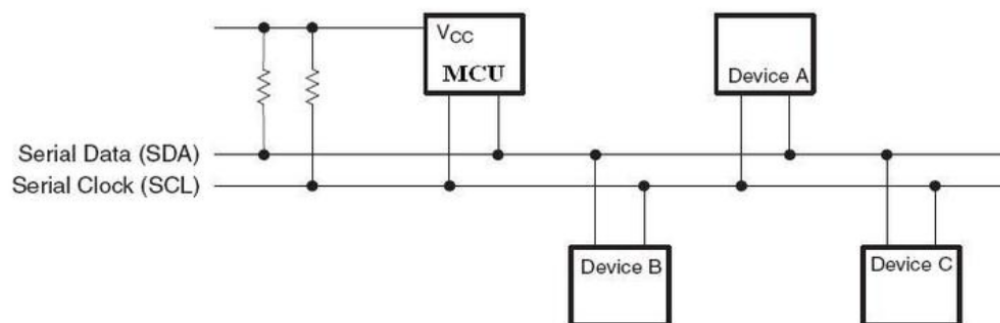 VCC
MCU
Device A
Serial Data (SDA)
Serial Clock (SCL)
Device B
Device C